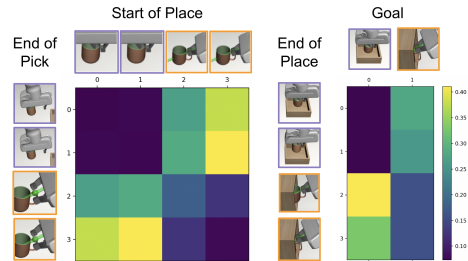 Start of Place
Goal
End of
Pick
End of
Place
0 1 2 3
0 1
0
1
2
3
0
1
2
3
0.40
0.35
0.30
0.25
0.20
0.15
0.10